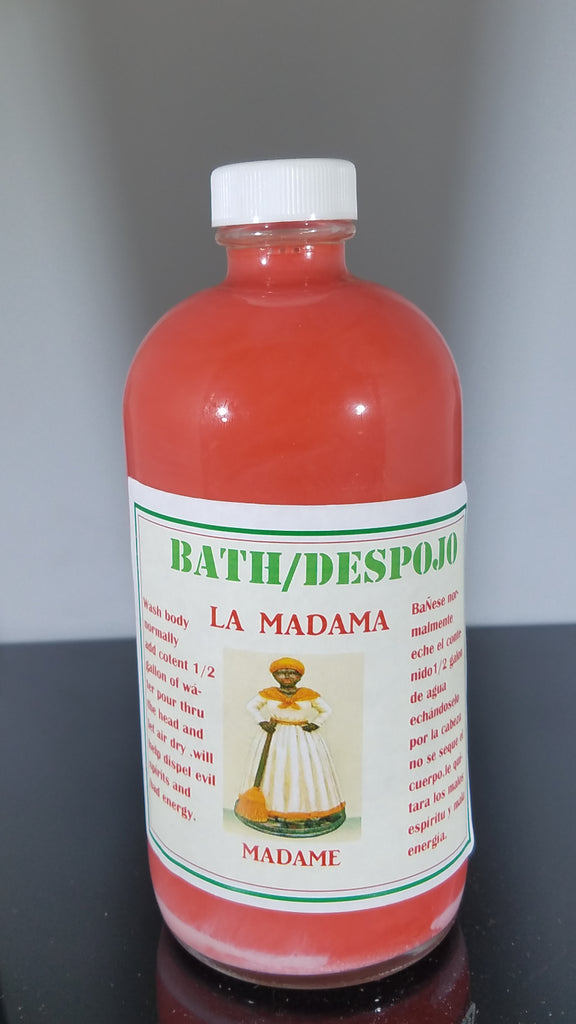 BATH/DESPOJO
LA MADAMA
Wash body
normally
add cotent 1/2
gallon of wa-
ter pour thru
the head and
let air dry .will
help dispel evil
spirits and
bad energy.
BaÑese nor-
malmente
eche el conte-
nido1/2 galon
de agua
echándoselo
por la cabeza
no se seque el
cuerpo.le qui-
tara los malos
espíritu y mala
energía.
MADAME